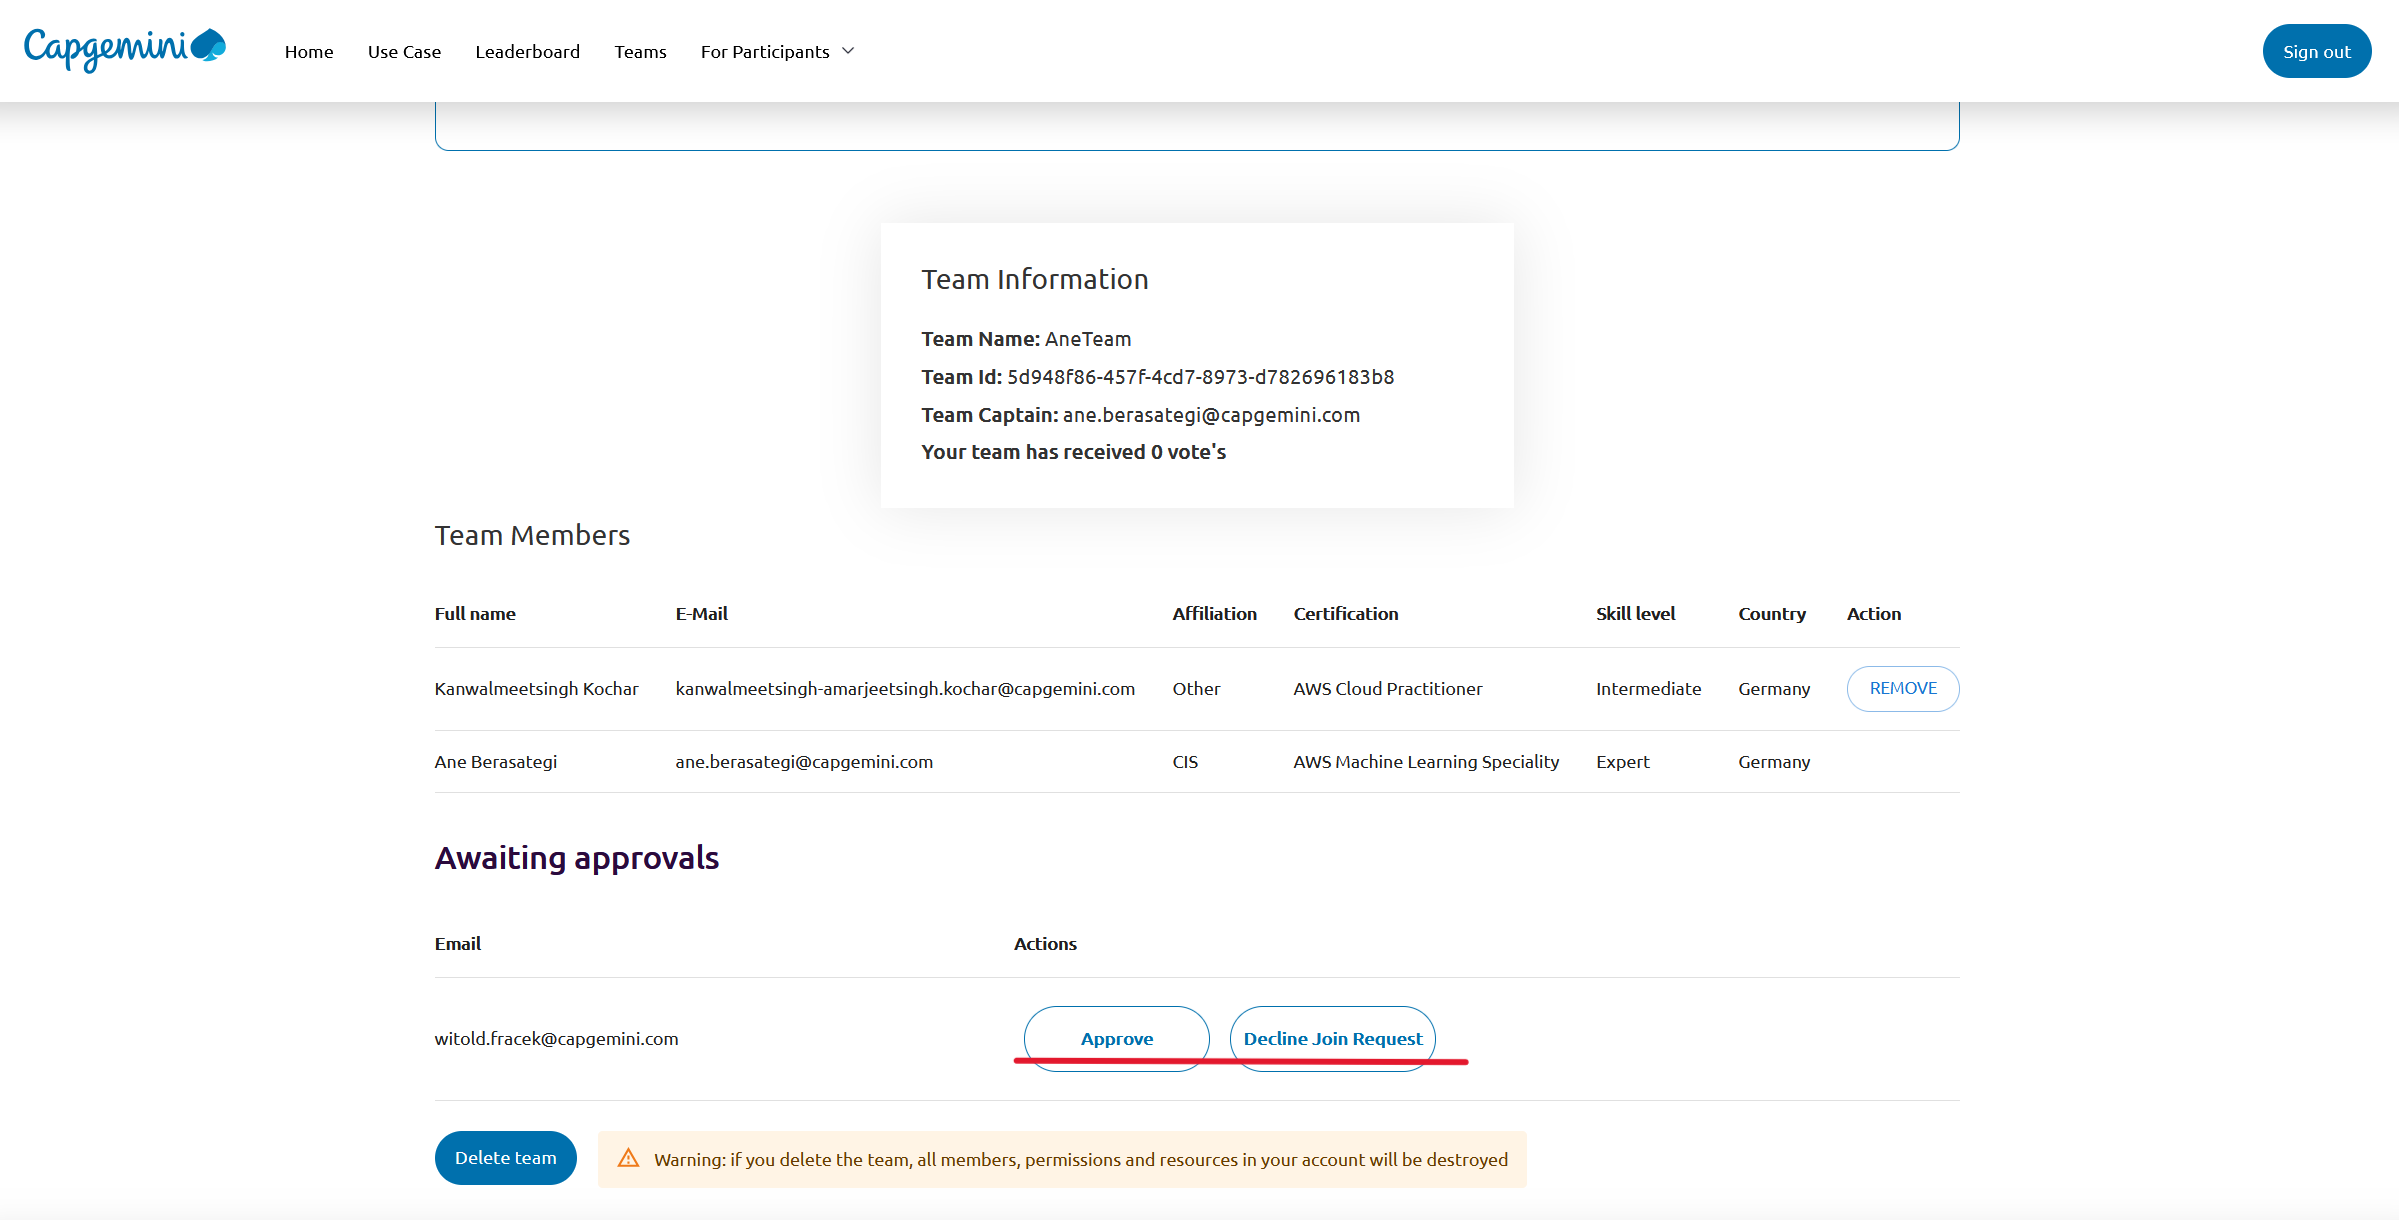 Capgemini Home Use Case Leaderboard Teams For Participants Sign out
Team Information
Team Name: AneTeam
Team Id: 5d948f86-457f-4cd7-8973-d782696183b8
Team Captain: ane.berasategi@capgemini.com
Your team has received 0 vote's
Team Members
Full name E-Mail Affiliation Certification Skill level Country Action
Kanwalmeetsingh Kochar kanwalmeetsingh-amarjeetsingh.kochar@capgemini.com Other AWS Cloud Practitioner Intermediate Germany REMOVE
Ane Berasategi ane.berasategi@capgemini.com CIS AWS Machine Learning Speciality Expert Germany
Awaiting approvals
Email Actions
witold.fracek@capgemini.com Approve Decline Join Request
Delete team Warning: if you delete the team, all members, permissions and resources in your account will be destroyed